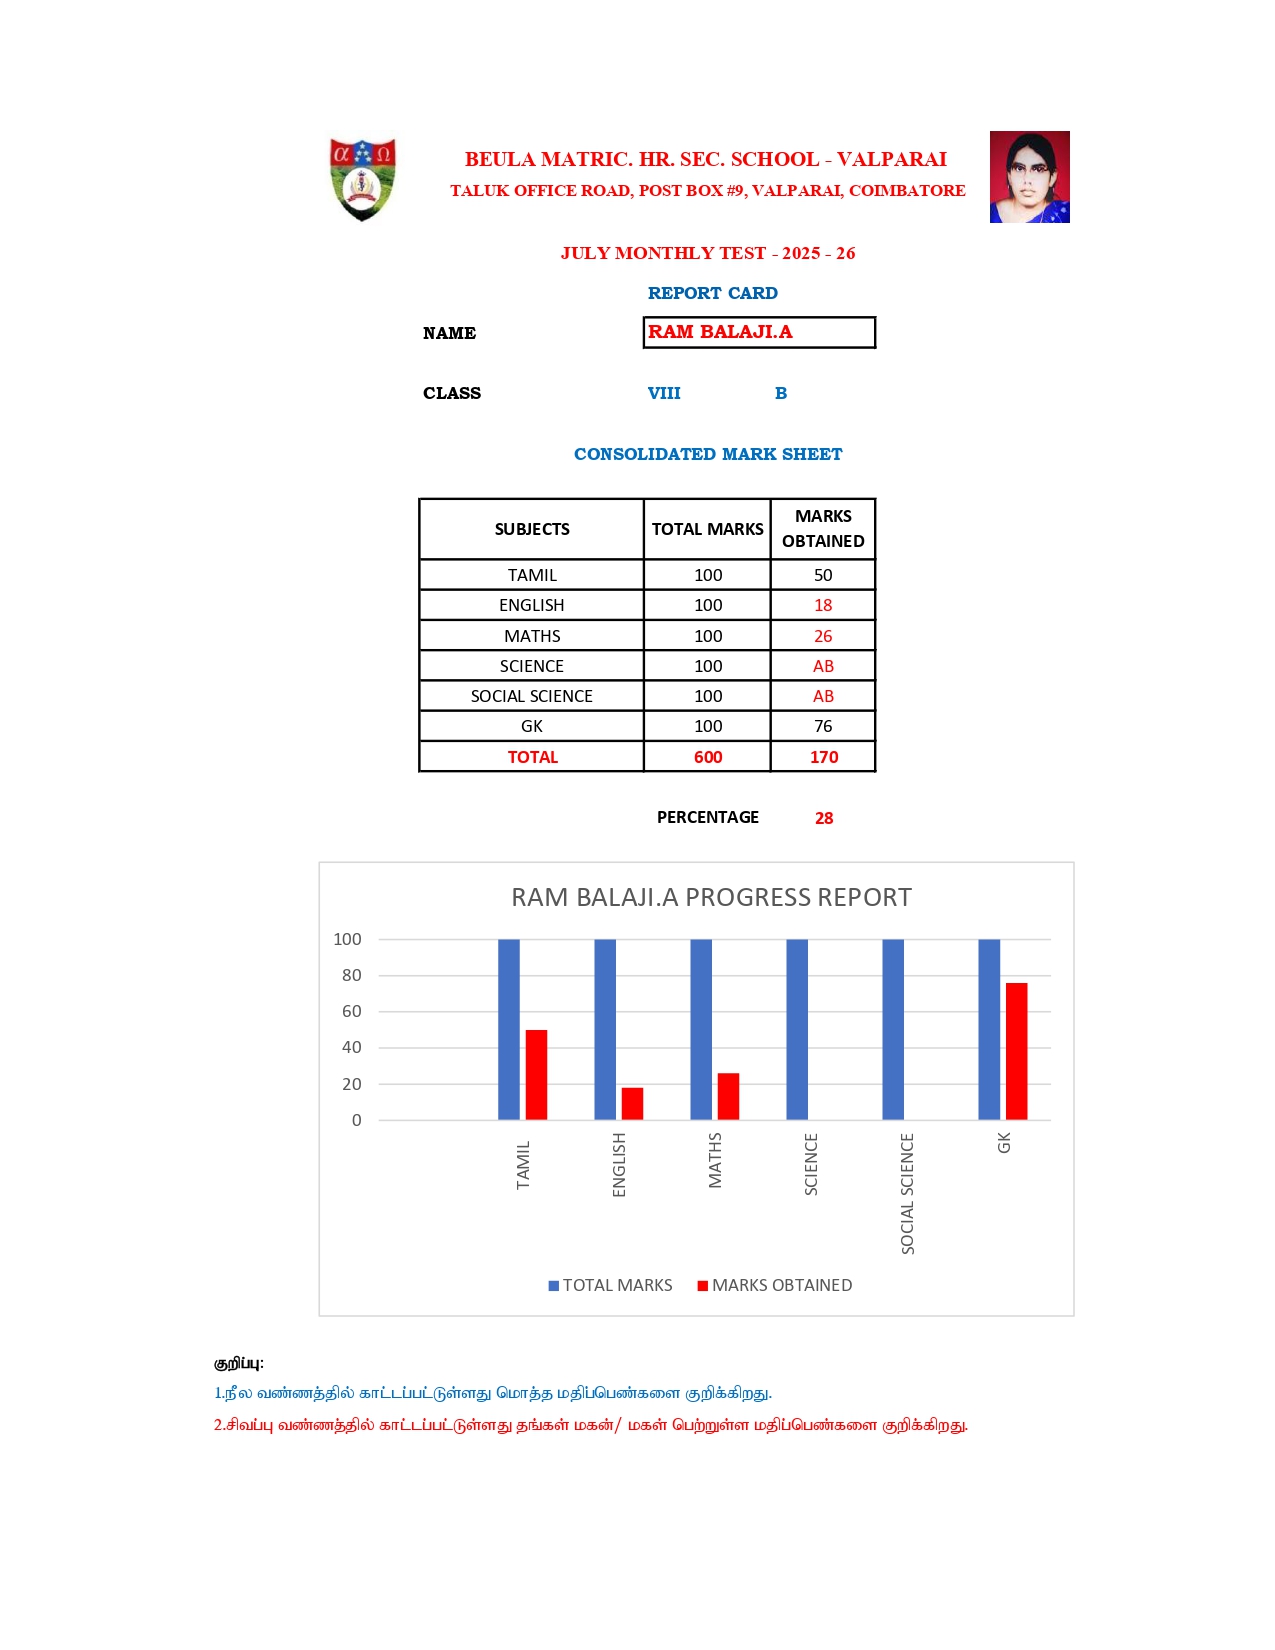 α Ω
BEULA MATRIC. HR. SEC. SCHOOL - VALPARAI
TALUK OFFICE ROAD, POST BOX #9, VALPARAI, COIMBATORE
JULY MONTHLY TEST - 2025 - 26
REPORT CARD
NAME RAM BALAJI.A
CLASS VIII B
CONSOLIDATED MARK SHEET
SUBJECTS TOTAL MARKS MARKS OBTAINED
TAMIL 100 50
ENGLISH 100 18
MATHS 100 26
SCIENCE 100 AB
SOCIAL SCIENCE 100 AB
GK 100 76
TOTAL 600 170
PERCENTAGE 28
RAM BALAJI.A PROGRESS REPORT
100
80
60
40
20
0
TAMIL ENGLISH MATHS SCIENCE SOCIAL SCIENCE GK
TOTAL MARKS MARKS OBTAINED
குறிப்பு:
1.நீல வண்ணத்தில் காட்டப்பட்டுள்ளது மொத்த மதிப்பெண்களை குறிக்கிறது.
2.சிவப்பு வண்ணத்தில் காட்டப்பட்டுள்ளது தங்கள் மகன்/ மகள் பெற்றுள்ள மதிப்பெண்களை குறிக்கிறது.